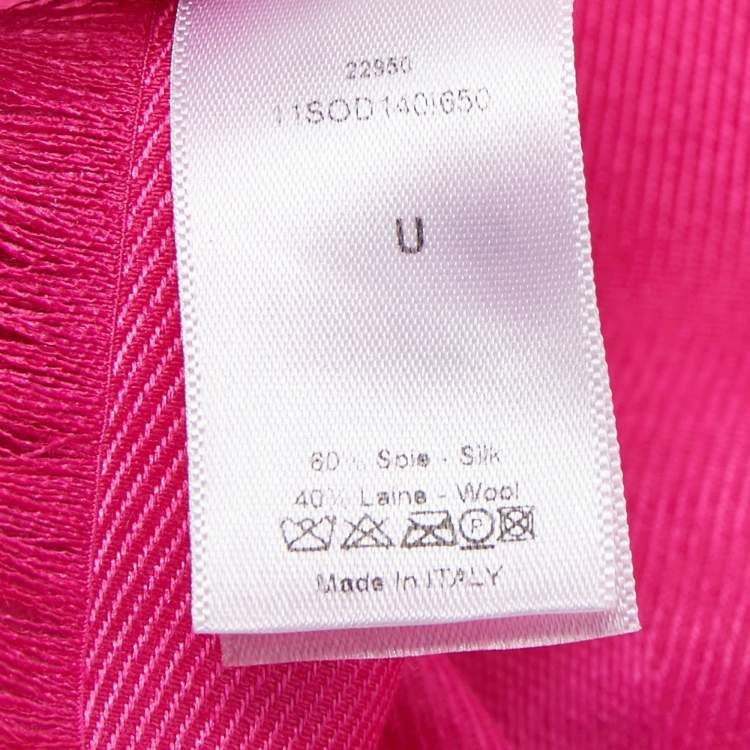 22950
11SOD140I650
U
60% Soie - Silk
40% Laine - Wool
P
Made In ITALY